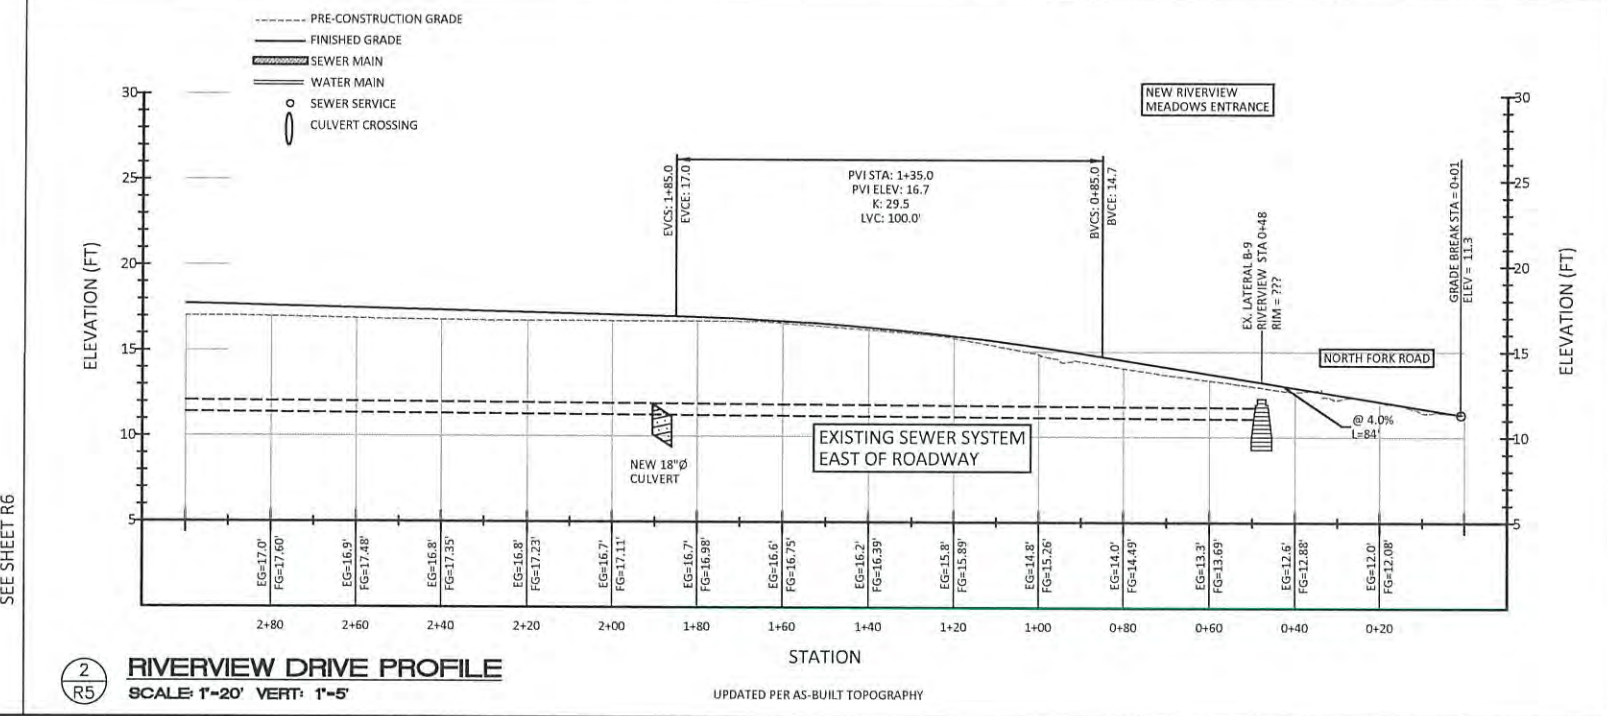 PRE-CONSTRUCTION GRADE
FINISHED GRADE
SEWER MAIN
WATER MAIN
SEWER SERVICE
CULVERT CROSSING
NEW RIVERVIEW
MEADOWS ENTRANCE
30
25
20
15
10
5
ELEVATION (FT)
EVCS: 1+85.0
EVCE: 17.0
PVI STA: 1+35.0
PVI ELEV: 16.7
K: 29.5
LVC: 100.0'
BVCS: 0+85.0
BVCE: 14.7
EX. LATERAL B-9
RIVERVIEW STA 0+48
RIM = ???
GRADE BREAK STA = 0+01
ELEV = 11.3
30
25
20
15
10
5
ELEVATION (FT)
NORTH FORK ROAD
@ 4.0%
L=84'
NEW 18"Ø
CULVERT
EXISTING SEWER SYSTEM
EAST OF ROADWAY
EG=17.0'
FG=17.60'
EG=16.9'
FG=17.48'
EG=16.8'
FG=17.35'
EG=16.8'
FG=17.23'
EG=16.7'
FG=17.11'
EG=16.7'
FG=16.98'
EG=16.6'
FG=16.75'
EG=16.2'
FG=16.39'
EG=15.8'
FG=15.89'
EG=14.8'
FG=15.26'
EG=14.0'
FG=14.49'
EG=13.3'
FG=13.69'
EG=12.6'
FG=12.88'
EG=12.0'
FG=12.08'
2+80 2+60 2+40 2+20 2+00 1+80 1+60 1+40 1+20 1+00 0+80 0+60 0+40 0+20
STATION
SEE SHEET R6
2
R5
RIVERVIEW DRIVE PROFILE
SCALE: 1"=20' VERT: 1"=5'
UPDATED PER AS-BUILT TOPOGRAPHY